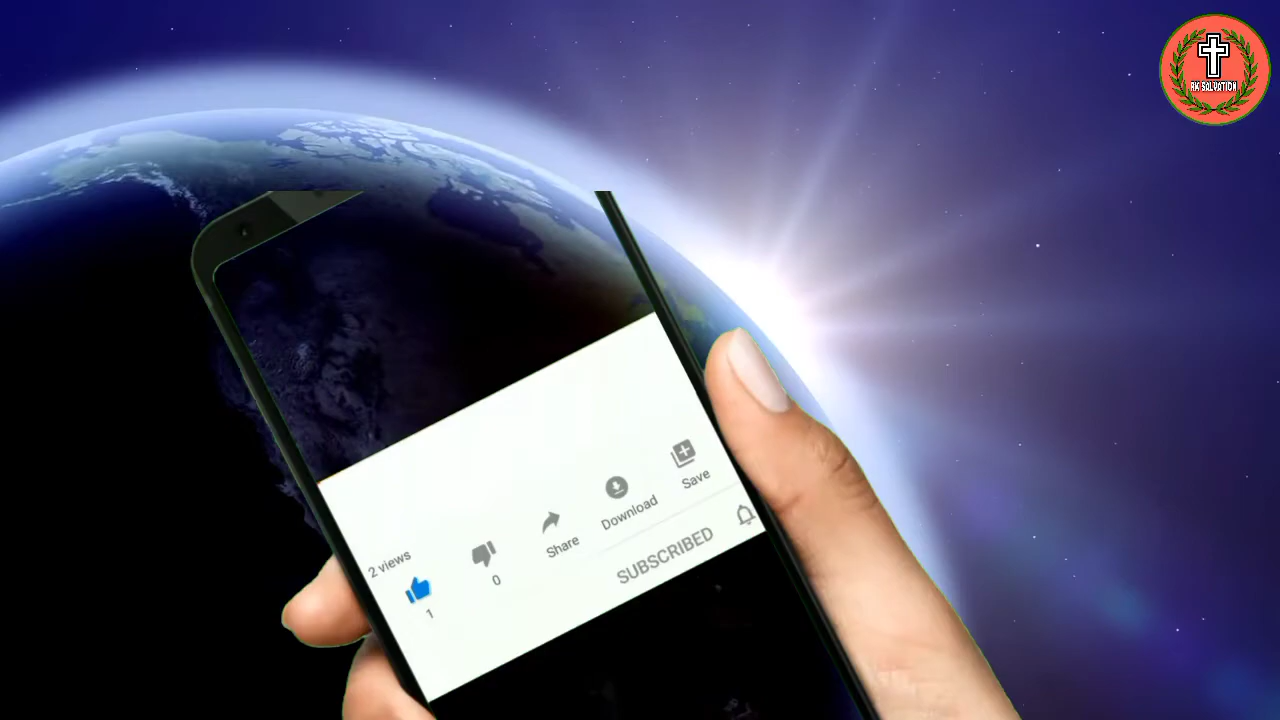 RK SALVATION
2 views
1
0
Share
Download
Save
SUBSCRIBED